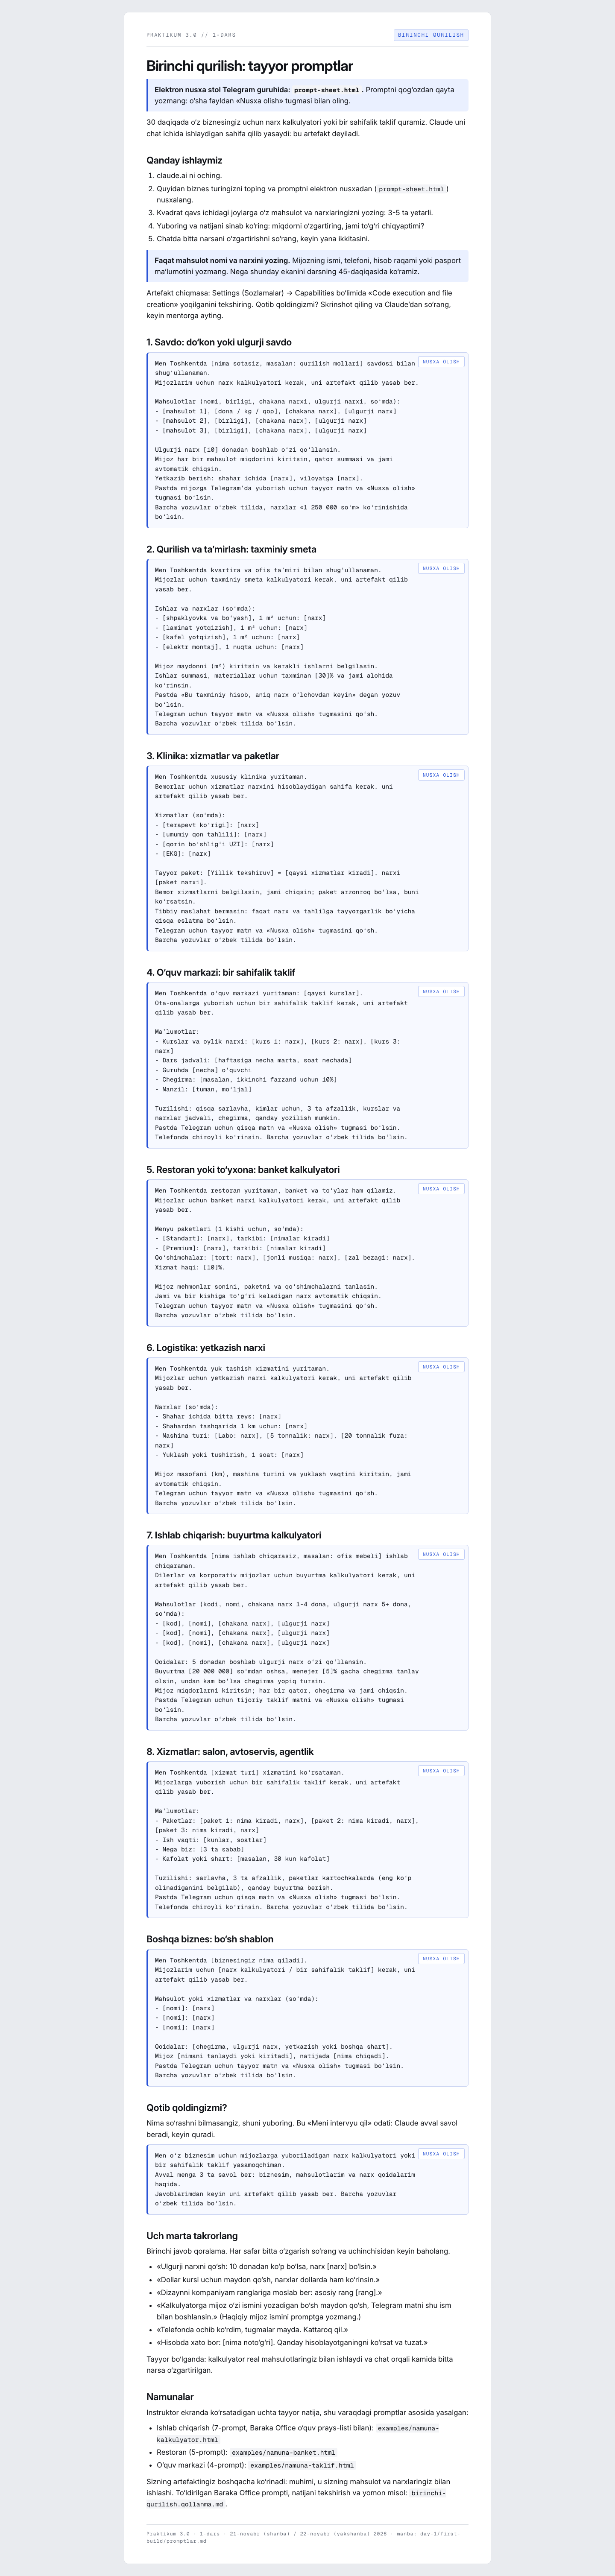 PRAKTIKUM 3.0 // 1-DARS
BIRINCHI QURILISH
Birinchi qurilish: tayyor promptlar
Elektron nusxa stol Telegram guruhida: prompt-sheet.html . Promptni qog'ozdan qayta
yozmang: o'sha fayldan «Nusxa olish» tugmasi bilan oling.
30 daqiqada o'z biznesingiz uchun narx kalkulyatori yoki bir sahifalik taklif quramiz. Claude uni
chat ichida ishlaydigan sahifa qilib yasaydi: bu artefakt deyiladi.
Qanday ishlaymiz
1. claude.ai ni oching.
2. Quyidan biznes turingizni toping va promptni elektron nusxadan ( prompt-sheet.html )
nusxalang.
3. Kvadrat qavs ichidagi joylarga o'z mahsulot va narxlaringizni yozing: 3-5 ta yetarli.
4. Yuboring va natijani sinab ko'ring: miqdorni o'zgartiring, jami to'g'ri chiqyaptimi?
5. Chatda bitta narsani o'zgartirishni so'rang, keyin yana ikkitasini.
Faqat mahsulot nomi va narxini yozing. Mijozning ismi, telefoni, hisob raqami yoki pasport
ma'lumotini yozmang. Nega shunday ekanini darsning 45-daqiqasida ko'ramiz.
Artefakt chiqmasa: Settings (Sozlamalar) → Capabilities bo'limida «Code execution and file
creation» yoqilganini tekshiring. Qotib qoldingizmi? Skrinshot qiling va Claude'dan so'rang,
keyin mentorga ayting.
1. Savdo: do'kon yoki ulgurji savdo
NUSXA OLISH
Men Toshkentda [nima sotasiz, masalan: qurilish mollari] savdosi bilan
shug'ullanaman.
Mijozlarim uchun narx kalkulyatori kerak, uni artefakt qilib yasab ber.
Mahsulotlar (nomi, birligi, chakana narxi, ulgurji narxi, so'mda):
- [mahsulot 1], [dona / kg / qop], [chakana narx], [ulgurji narx]
- [mahsulot 2], [birligi], [chakana narx], [ulgurji narx]
- [mahsulot 3], [birligi], [chakana narx], [ulgurji narx]
Ulgurji narx [10] donadan boshlab o'zi qo'llansin.
Mijoz har bir mahsulot miqdorini kiritsin, qator summasi va jami
avtomatik chiqsin.
Yetkazib berish: shahar ichida [narx], viloyatga [narx].
Pastda mijozga Telegram'da yuborish uchun tayyor matn va «Nusxa olish»
tugmasi bo'lsin.
Barcha yozuvlar o'zbek tilida, narxlar «1 250 000 so'm» ko'rinishida
bo'lsin.
2. Qurilish va ta'mirlash: taxminiy smeta
NUSXA OLISH
Men Toshkentda kvartira va ofis ta'miri bilan shug'ullanaman.
Mijozlar uchun taxminiy smeta kalkulyatori kerak, uni artefakt qilib
yasab ber.
Ishlar va narxlar (so'mda):
- [shpaklyovka va bo'yash], 1 m² uchun: [narx]
- [laminat yotqizish], 1 m² uchun: [narx]
- [kafel yotqizish], 1 m² uchun: [narx]
- [elektr montaj], 1 nuqta uchun: [narx]
Mijoz maydonni (m²) kiritsin va kerakli ishlarni belgilasin.
Ishlar summasi, materiallar uchun taxminan [30]% va jami alohida
ko'rinsin.
Pastda «Bu taxminiy hisob, aniq narx o'lchovdan keyin» degan yozuv
bo'lsin.
Telegram uchun tayyor matn va «Nusxa olish» tugmasini qo'sh.
Barcha yozuvlar o'zbek tilida bo'lsin.
3. Klinika: xizmatlar va paketlar
NUSXA OLISH
Men Toshkentda xususiy klinika yuritaman.
Bemorlar uchun xizmatlar narxini hisoblaydigan sahifa kerak, uni
artefakt qilib yasab ber.
Xizmatlar (so'mda):
- [terapevt ko'rigi]: [narx]
- [umumiy qon tahlili]: [narx]
- [qorin bo'shlig'i UZI]: [narx]
- [EKG]: [narx]
Tayyor paket: [Yillik tekshiruv] = [qaysi xizmatlar kiradi], narxi
[paket narxi].
Bemor xizmatlarni belgilasin, jami chiqsin; paket arzonroq bo'lsa, buni
ko'rsatsin.
Tibbiy maslahat bermasin: faqat narx va tahlilga tayyorgarlik bo'yicha
qisqa eslatma bo'lsin.
Telegram uchun tayyor matn va «Nusxa olish» tugmasini qo'sh.
Barcha yozuvlar o'zbek tilida bo'lsin.
4. O'quv markazi: bir sahifalik taklif
NUSXA OLISH
Men Toshkentda o'quv markazi yuritaman: [qaysi kurslar].
Ota-onalarga yuborish uchun bir sahifalik taklif kerak, uni artefakt
qilib yasab ber.
Ma'lumotlar:
- Kurslar va oylik narxi: [kurs 1: narx], [kurs 2: narx], [kurs 3:
narx]
- Dars jadvali: [haftasiga necha marta, soat nechada]
- Guruhda [necha] o'quvchi
- Chegirma: [masalan, ikkinchi farzand uchun 10%]
- Manzil: [tuman, mo'ljal]
Tuzilishi: qisqa sarlavha, kimlar uchun, 3 ta afzallik, kurslar va
narxlar jadvali, chegirma, qanday yozilish mumkin.
Pastda Telegram uchun qisqa matn va «Nusxa olish» tugmasi bo'lsin.
Telefonda chiroyli ko'rinsin. Barcha yozuvlar o'zbek tilida bo'lsin.
5. Restoran yoki to'yxona: banket kalkulyatori
NUSXA OLISH
Men Toshkentda restoran yuritaman, banket va to'ylar ham qilamiz.
Mijozlar uchun banket narxi kalkulyatori kerak, uni artefakt qilib
yasab ber.
Menyu paketlari (1 kishi uchun, so'mda):
- [Standart]: [narx], tarkibi: [nimalar kiradi]
- [Premium]: [narx], tarkibi: [nimalar kiradi]
Qo'shimchalar: [tort: narx], [jonli musiqa: narx], [zal bezagi: narx].
Xizmat haqi: [10]%.
Mijoz mehmonlar sonini, paketni va qo'shimchalarni tanlasin.
Jami va bir kishiga to'g'ri keladigan narx avtomatik chiqsin.
Telegram uchun tayyor matn va «Nusxa olish» tugmasini qo'sh.
Barcha yozuvlar o'zbek tilida bo'lsin.
6. Logistika: yetkazish narxi
NUSXA OLISH
Men Toshkentda yuk tashish xizmatini yuritaman.
Mijozlar uchun yetkazish narxi kalkulyatori kerak, uni artefakt qilib
yasab ber.
Narxlar (so'mda):
- Shahar ichida bitta reys: [narx]
- Shahardan tashqarida 1 km uchun: [narx]
- Mashina turi: [Labo: narx], [5 tonnalik: narx], [20 tonnalik fura:
narx]
- Yuklash yoki tushirish, 1 soat: [narx]
Mijoz masofani (km), mashina turini va yuklash vaqtini kiritsin, jami
avtomatik chiqsin.
Telegram uchun tayyor matn va «Nusxa olish» tugmasini qo'sh.
Barcha yozuvlar o'zbek tilida bo'lsin.
7. Ishlab chiqarish: buyurtma kalkulyatori
NUSXA OLISH
Men Toshkentda [nima ishlab chiqarasiz, masalan: ofis mebeli] ishlab
chiqaraman.
Dilerlar va korporativ mijozlar uchun buyurtma kalkulyatori kerak, uni
artefakt qilib yasab ber.
Mahsulotlar (kodi, nomi, chakana narx 1-4 dona, ulgurji narx 5+ dona,
so'mda):
- [kod], [nomi], [chakana narx], [ulgurji narx]
- [kod], [nomi], [chakana narx], [ulgurji narx]
- [kod], [nomi], [chakana narx], [ulgurji narx]
Qoidalar: 5 donadan boshlab ulgurji narx o'zi qo'llansin.
Buyurtma [20 000 000] so'mdan oshsa, menejer [5]% gacha chegirma tanlay
olsin, undan kam bo'lsa chegirma yopiq tursin.
Mijoz miqdorlarni kiritsin; har bir qator, chegirma va jami chiqsin.
Pastda Telegram uchun tijoriy taklif matni va «Nusxa olish» tugmasi
bo'lsin.
Barcha yozuvlar o'zbek tilida bo'lsin.
8. Xizmatlar: salon, avtoservis, agentlik
NUSXA OLISH
Men Toshkentda [xizmat turi] xizmatini ko'rsataman.
Mijozlarga yuborish uchun bir sahifalik taklif kerak, uni artefakt
qilib yasab ber.
Ma'lumotlar:
- Paketlar: [paket 1: nima kiradi, narx], [paket 2: nima kiradi, narx],
[paket 3: nima kiradi, narx]
- Ish vaqti: [kunlar, soatlar]
- Nega biz: [3 ta sabab]
- Kafolat yoki shart: [masalan, 30 kun kafolat]
Tuzilishi: sarlavha, 3 ta afzallik, paketlar kartochkalarda (eng ko'p
olinadiganini belgilab), qanday buyurtma berish.
Pastda Telegram uchun qisqa matn va «Nusxa olish» tugmasi bo'lsin.
Telefonda chiroyli ko'rinsin. Barcha yozuvlar o'zbek tilida bo'lsin.
Boshqa biznes: bo'sh shablon
NUSXA OLISH
Men Toshkentda [biznesingiz nima qiladi].
Mijozlarim uchun [narx kalkulyatori / bir sahifalik taklif] kerak, uni
artefakt qilib yasab ber.
Mahsulot yoki xizmatlar va narxlar (so'mda):
- [nomi]: [narx]
- [nomi]: [narx]
- [nomi]: [narx]
Qoidalar: [chegirma, ulgurji narx, yetkazish yoki boshqa shart].
Mijoz [nimani tanlaydi yoki kiritadi], natijada [nima chiqadi].
Pastda Telegram uchun tayyor matn va «Nusxa olish» tugmasi bo'lsin.
Barcha yozuvlar o'zbek tilida bo'lsin.
Qotib qoldingizmi?
Nima so'rashni bilmasangiz, shuni yuboring. Bu «Meni intervyu qil» odati: Claude avval savol
beradi, keyin quradi.
NUSXA OLISH
Men o'z biznesim uchun mijozlarga yuboriladigan narx kalkulyatori yoki
bir sahifalik taklif yasamoqchiman.
Avval menga 3 ta savol ber: biznesim, mahsulotlarim va narx qoidalarim
haqida.
Javoblarimdan keyin uni artefakt qilib yasab ber. Barcha yozuvlar
o'zbek tilida bo'lsin.
Uch marta takrorlang
Birinchi javob qoralama. Har safar bitta o'zgarish so'rang va uchinchisidan keyin baholang.
• «Ulgurji narxni qo'sh: 10 donadan ko'p bo'lsa, narx [narx] bo'lsin.»
• «Dollar kursi uchun maydon qo'sh, narxlar dollarda ham ko'rinsin.»
• «Dizaynni kompaniyam ranglariga moslab ber: asosiy rang [rang].»
• «Kalkulyatorga mijoz o'zi ismini yozadigan bo'sh maydon qo'sh, Telegram matni shu ism
bilan boshlansin.» (Haqiqiy mijoz ismini promptga yozmang.)
• «Telefonda ochib ko'rdim, tugmalar mayda. Kattaroq qil.»
• «Hisobda xato bor: [nima noto'g'ri]. Qanday hisoblayotganingni ko'rsat va tuzat.»
Tayyor bo'lganda: kalkulyator real mahsulotlaringiz bilan ishlaydi va chat orqali kamida bitta
narsa o'zgartirilgan.
Namunalar
Instruktor ekranda ko'rsatadigan uchta tayyor natija, shu varaqdagi promptlar asosida yasalgan:
• Ishlab chiqarish (7-prompt, Baraka Office o'quv prays-listi bilan): examples/namuna-
kalkulyator.html
• Restoran (5-prompt): examples/namuna-banket.html
• O'quv markazi (4-prompt): examples/namuna-taklif.html
Sizning artefaktingiz boshqacha ko'rinadi: muhimi, u sizning mahsulot va narxlaringiz bilan
ishlashi. To'ldirilgan Baraka Office prompti, natijani tekshirish va yomon misol: birinchi-
qurilish.qollanma.md .
Praktikum 3.0 · 1-dars · 21-noyabr (shanba) / 22-noyabr (yakshanba) 2026 · manba: day-1/first-
build/promptlar.md